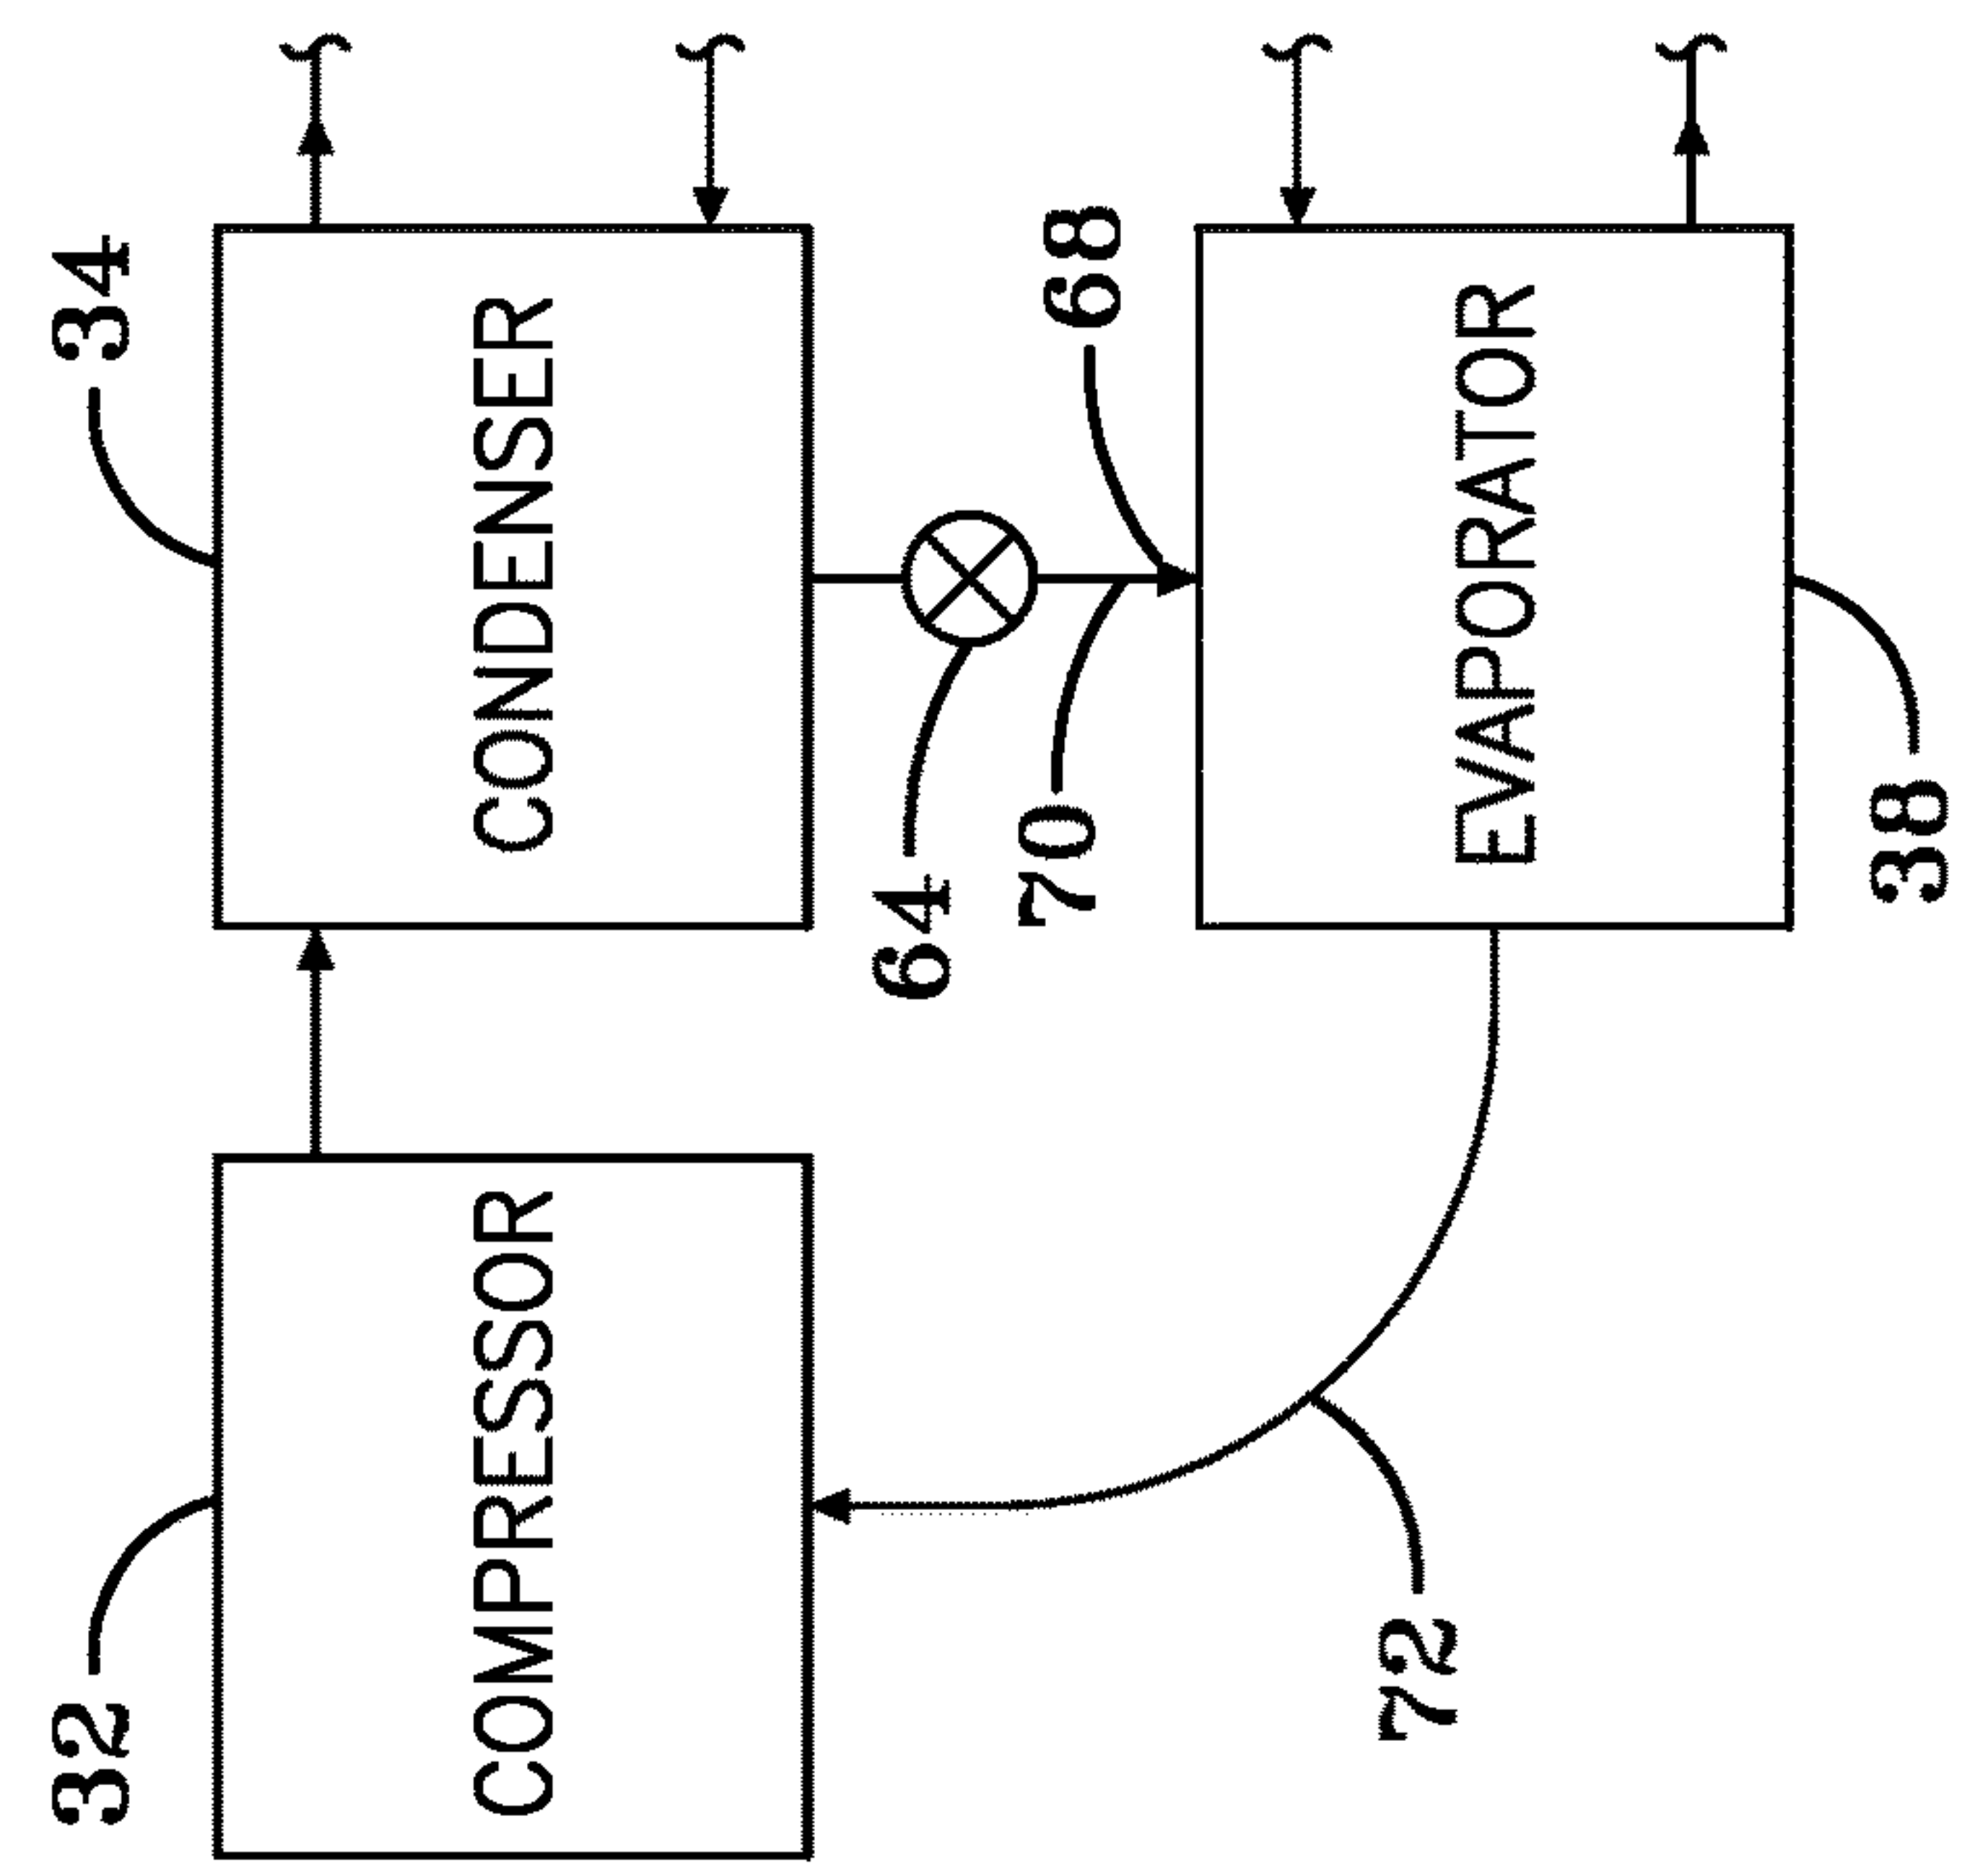 32
34
COMPRESSOR
CONDENSER
64
70
68
72
EVAPORATOR
38